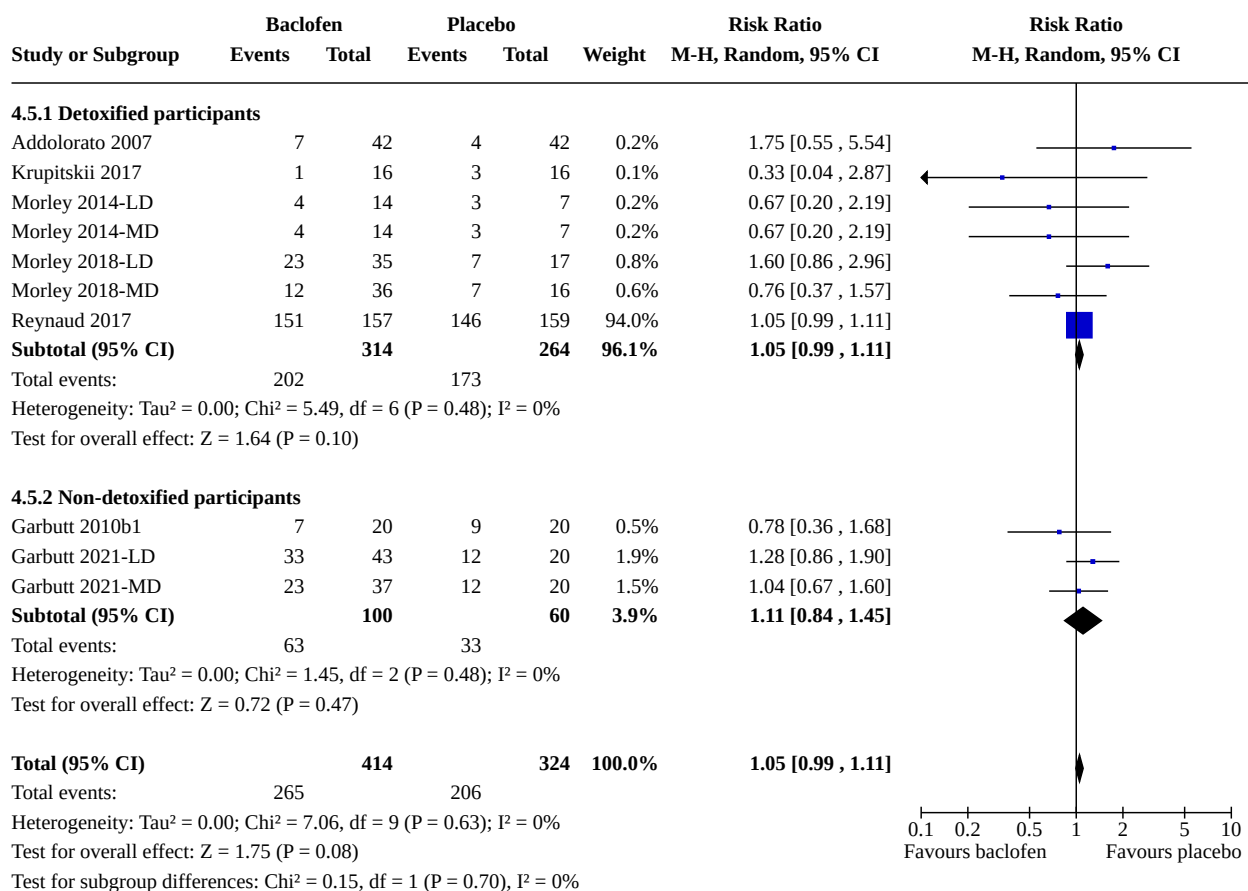 Baclofen Placebo Risk Ratio Risk Ratio
Study or Subgroup Events Total Events Total Weight M-H, Random, 95% CI M-H, Random, 95% CI
4.5.1 Detoxified participants
Addolorato 2007 7 42 4 42 0.2% 1.75 [0.55 , 5.54]
Krupitskii 2017 1 16 3 16 0.1% 0.33 [0.04 , 2.87]
Morley 2014-LD 4 14 3 7 0.2% 0.67 [0.20 , 2.19]
Morley 2014-MD 4 14 3 7 0.2% 0.67 [0.20 , 2.19]
Morley 2018-LD 23 35 7 17 0.8% 1.60 [0.86 , 2.96]
Morley 2018-MD 12 36 7 16 0.6% 0.76 [0.37 , 1.57]
Reynaud 2017 151 157 146 159 94.0% 1.05 [0.99 , 1.11]
Subtotal (95% CI) 314 264 96.1% 1.05 [0.99 , 1.11]
Total events: 202 173
Heterogeneity: Tau² = 0.00; Chi² = 5.49, df = 6 (P = 0.48); I² = 0%
Test for overall effect: Z = 1.64 (P = 0.10)
4.5.2 Non-detoxified participants
Garbutt 2010b1 7 20 9 20 0.5% 0.78 [0.36 , 1.68]
Garbutt 2021-LD 33 43 12 20 1.9% 1.28 [0.86 , 1.90]
Garbutt 2021-MD 23 37 12 20 1.5% 1.04 [0.67 , 1.60]
Subtotal (95% CI) 100 60 3.9% 1.11 [0.84 , 1.45]
Total events: 63 33
Heterogeneity: Tau² = 0.00; Chi² = 1.45, df = 2 (P = 0.48); I² = 0%
Test for overall effect: Z = 0.72 (P = 0.47)
Total (95% CI) 414 324 100.0% 1.05 [0.99 , 1.11]
Total events: 265 206
Heterogeneity: Tau² = 0.00; Chi² = 7.06, df = 9 (P = 0.63); I² = 0%
Test for overall effect: Z = 1.75 (P = 0.08)
Test for subgroup differences: Chi² = 0.15, df = 1 (P = 0.70), I² = 0%
0.1 0.2 0.5 1 2 5 10
Favours baclofen Favours placebo